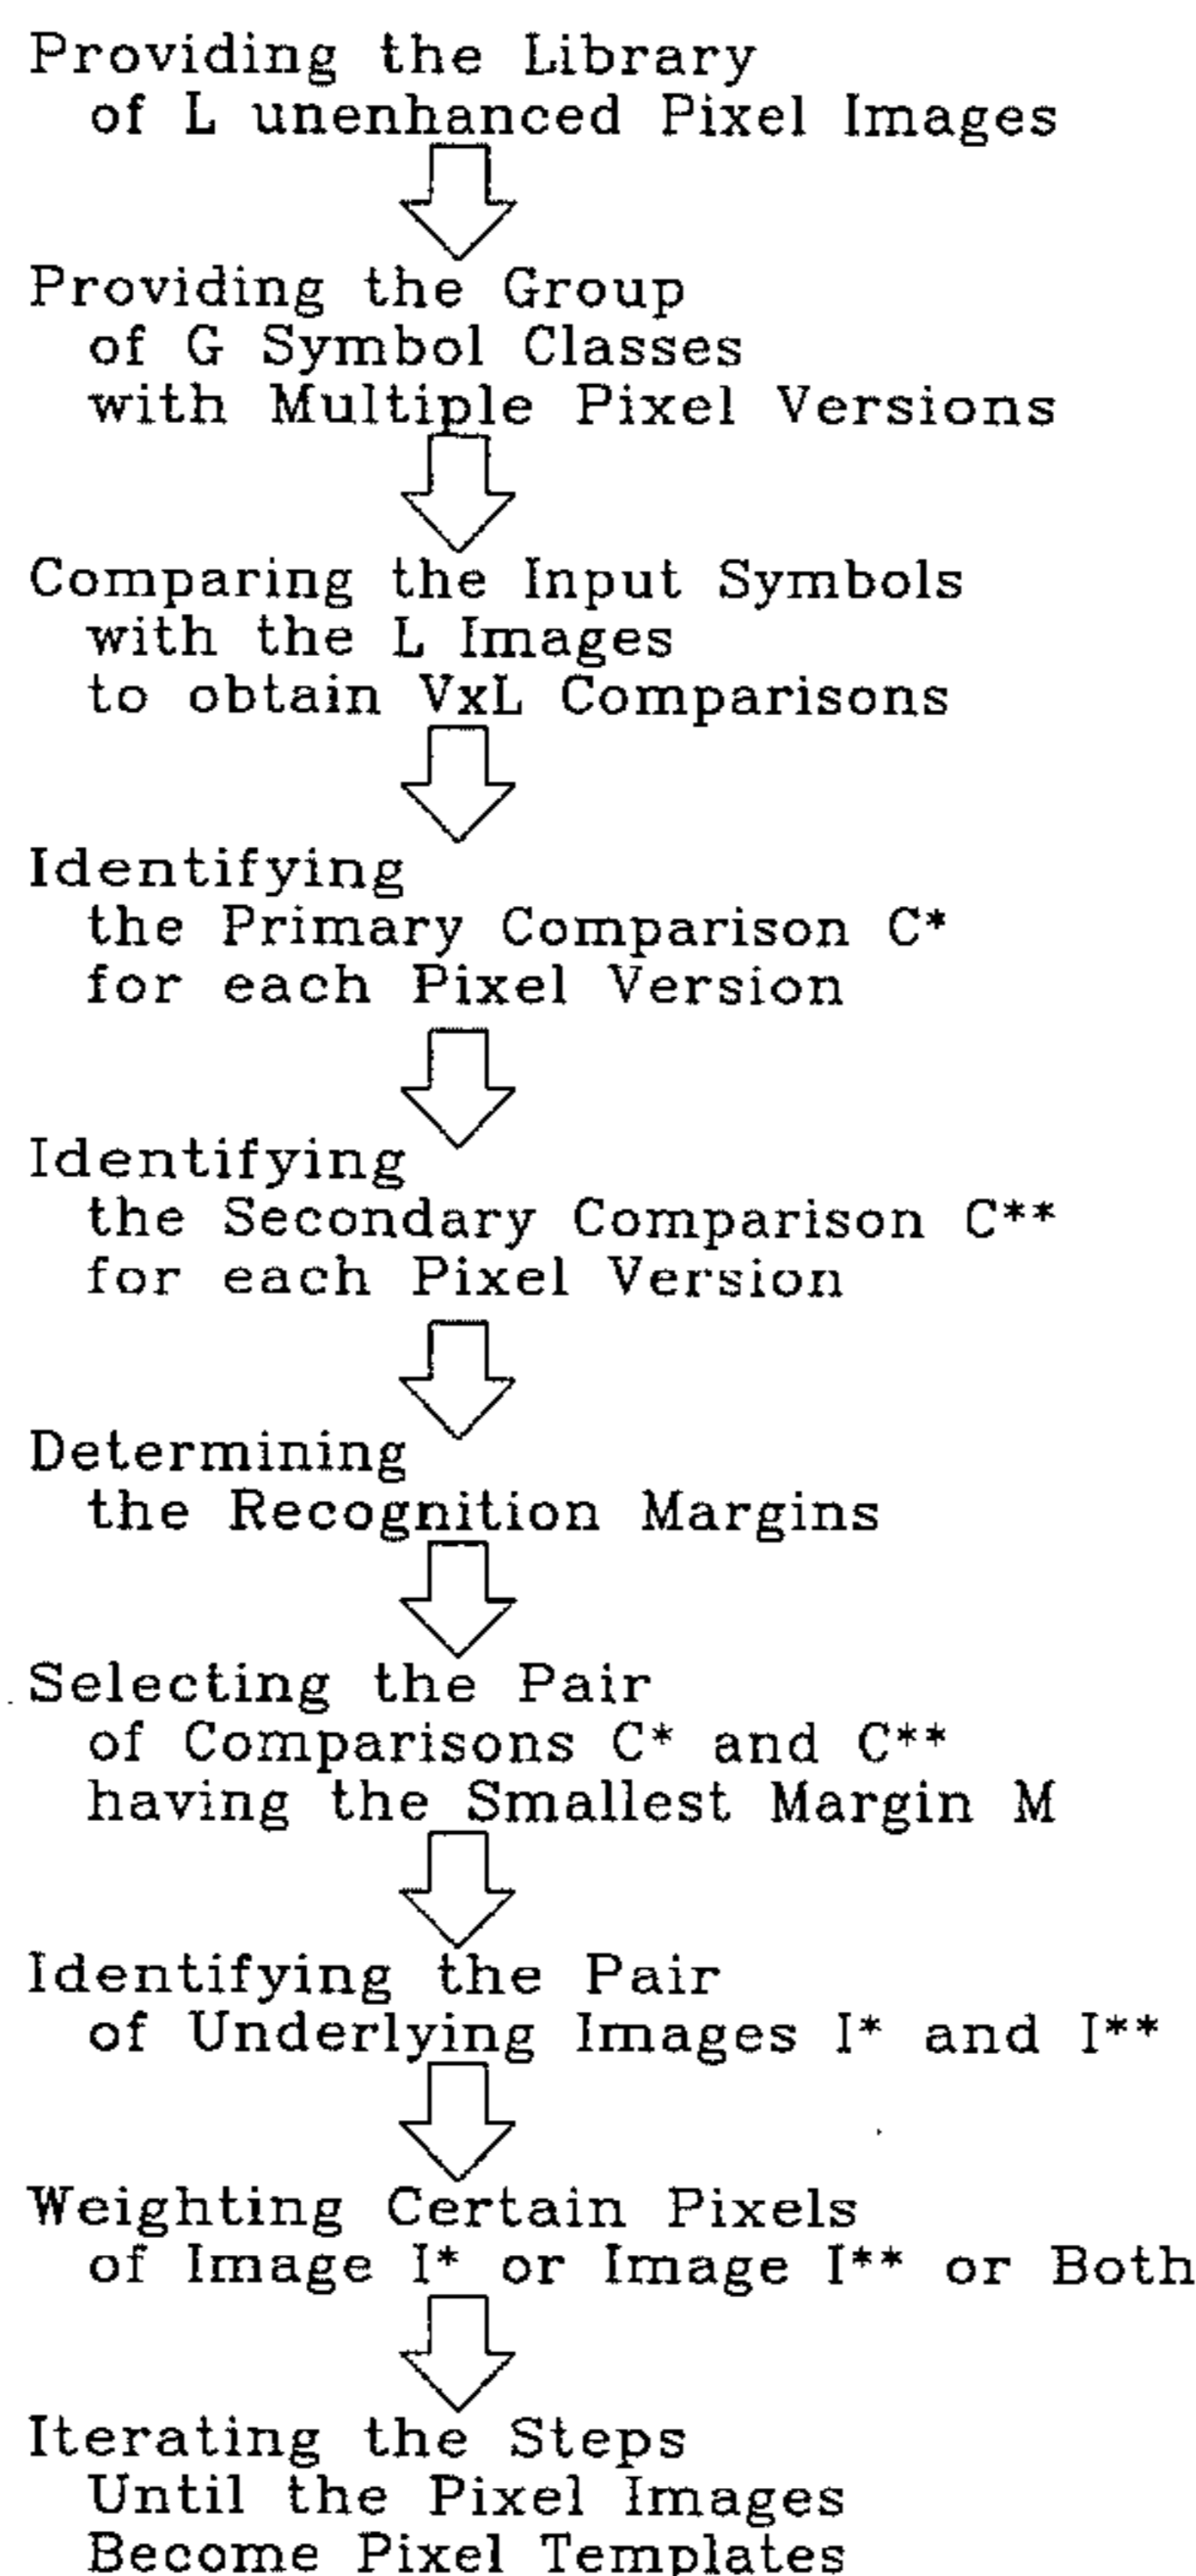 Providing the Library
of L unenhanced Pixel Images
Providing the Group
of G Symbol Classes
with Multiple Pixel Versions
Comparing the Input Symbols
with the L Images
to obtain VxL Comparisons
Identifying
the Primary Comparison C*
for each Pixel Version
Identifying
the Secondary Comparison C**
for each Pixel Version
Determining
the Recognition Margins
Selecting the Pair
of Comparisons C* and C**
having the Smallest Margin M
Identifying the Pair
of Underlying Images I* and I**
Weighting Certain Pixels
of Image I* or Image I** or Both
Iterating the Steps
Until the Pixel Images
Become Pixel Templates